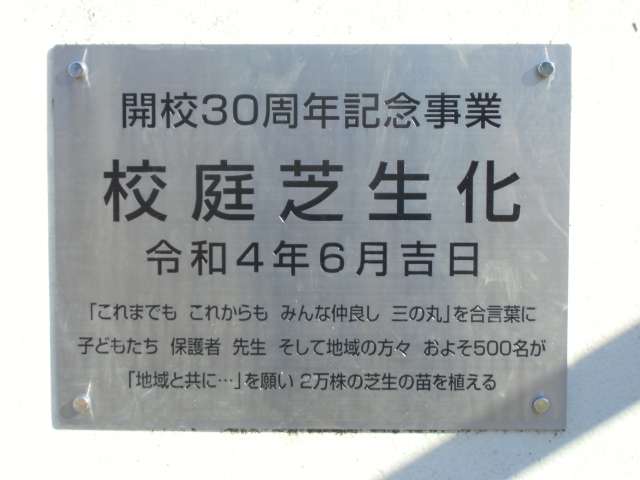 開校30周年記念事業
校庭芝生化
令和4年6月吉日
「これまでも これからも みんな仲良し 三の丸」を合言葉に
子どもたち 保護者 先生 そして地域の方々 およそ500名が
「地域と共に…」を願い 2万株の芝生の苗を植える